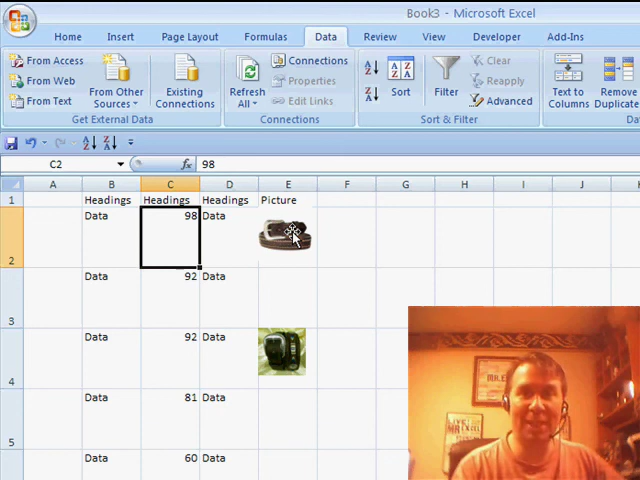 Book3 - Microsoft Excel
Home Insert Page Layout Formulas Data Review View Developer Add-Ins
From Access
From Web
From Text
From Other Sources
Existing Connections
Get External Data
Refresh All
Connections
Properties
Edit Links
Connections
Sort
Filter
Clear
Reapply
Advanced
Sort & Filter
Text to Columns
Remove Duplicate
Da
C2 fx 98
A B C D E F G H I J K
1 Headings Headings Headings Picture
2 Data 98 Data
3 Data 92 Data
4 Data 92 Data
5 Data 81 Data
Data 60 Data